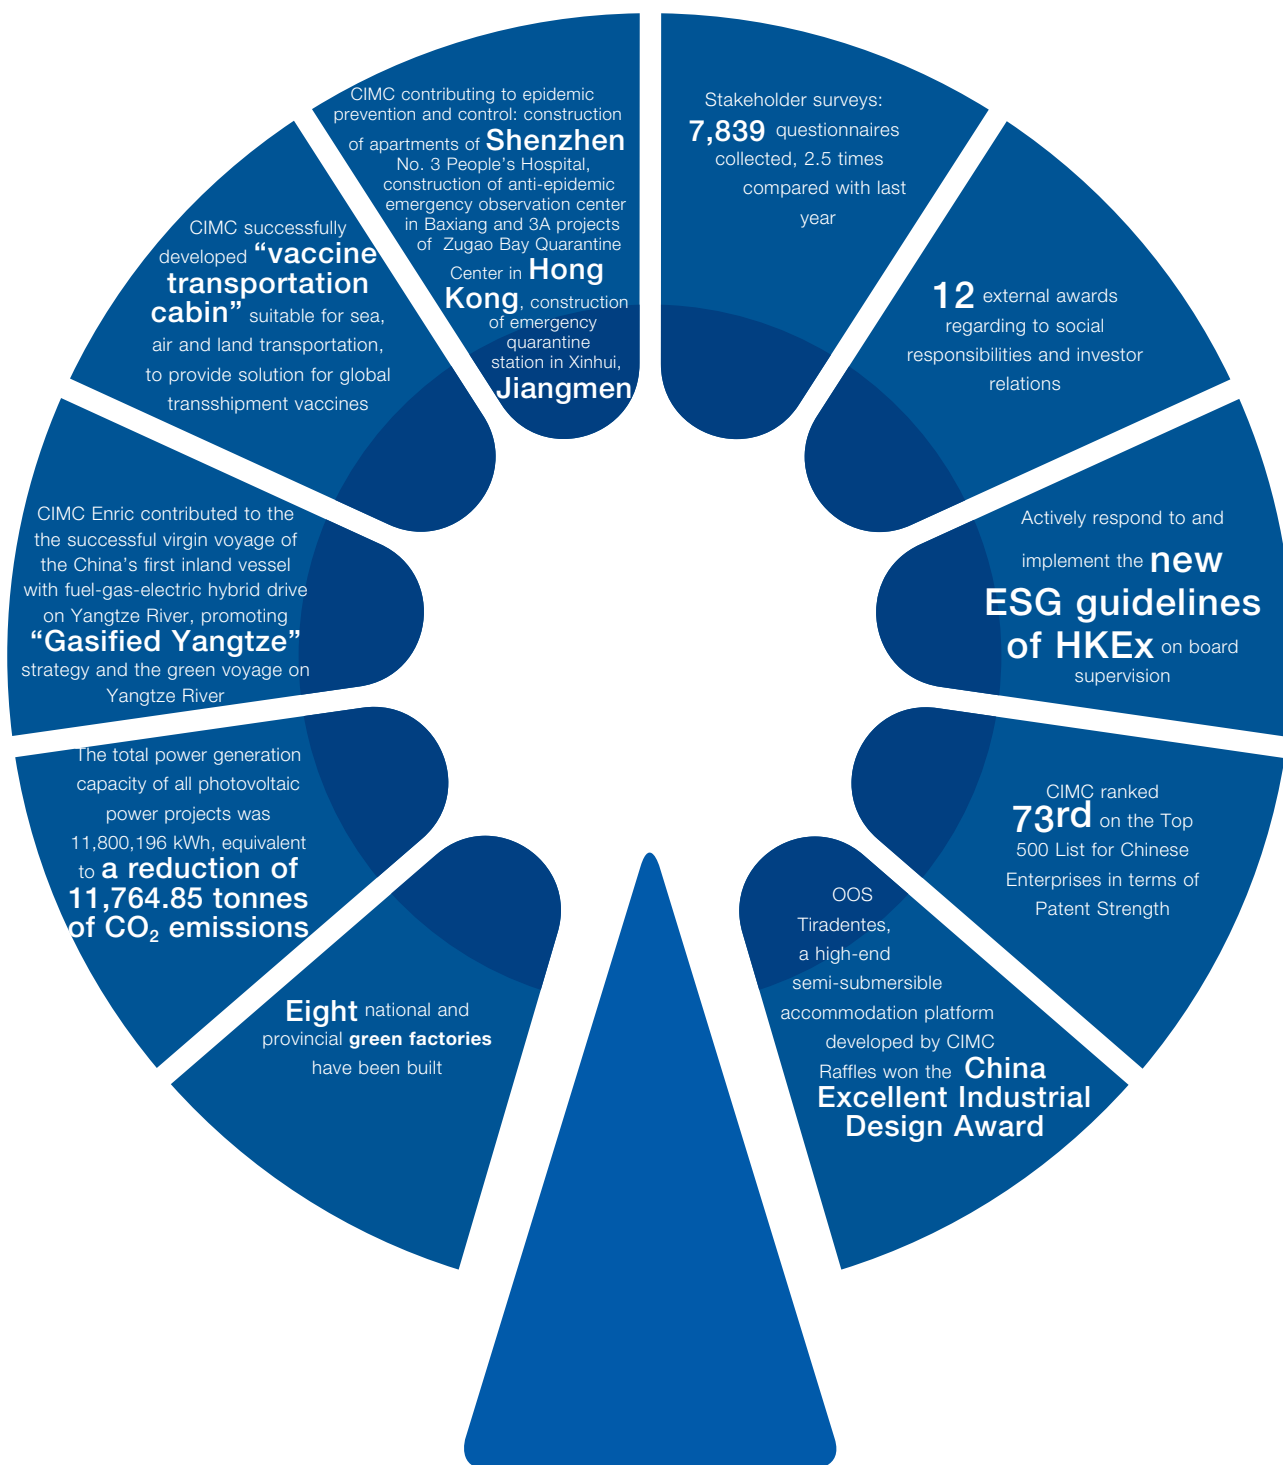 CIMC contributing to epidemic
prevention and control: construction
of apartments of Shenzhen
No. 3 People's Hospital,
construction of anti-epidemic
emergency observation center
in Baxiang and 3A projects
of Zugao Bay Quarantine
Center in Hong
Kong, construction
of emergency
quarantine
station in Xinhui,
Jiangmen
Stakeholder surveys:
7,839 questionnaires
collected, 2.5 times
compared with last
year
12 external awards
regarding to social
responsibilities and investor
relations
Actively respond to and
implement the new
ESG guidelines
of HKEx on board
supervision
CIMC ranked
73rd on the Top
500 List for Chinese
Enterprises in terms of
Patent Strength
OOS
Tiradentes,
a high-end
semi-submersible
accommodation platform
developed by CIMC
Raffles won the China
Excellent Industrial
Design Award
Eight national and
provincial green factories
have been built
The total power generation
capacity of all photovoltaic
power projects was
11,800,196 kWh, equivalent
to a reduction of
11,764.85 tonnes
of CO₂ emissions
CIMC Enric contributed to the
the successful virgin voyage of
the China's first inland vessel
with fuel-gas-electric hybrid drive
on Yangtze River, promoting
“Gasified Yangtze”
strategy and the green voyage on
Yangtze River
CIMC successfully
developed “vaccine
transportation
cabin” suitable for sea,
air and land transportation,
to provide solution for global
transshipment vaccines